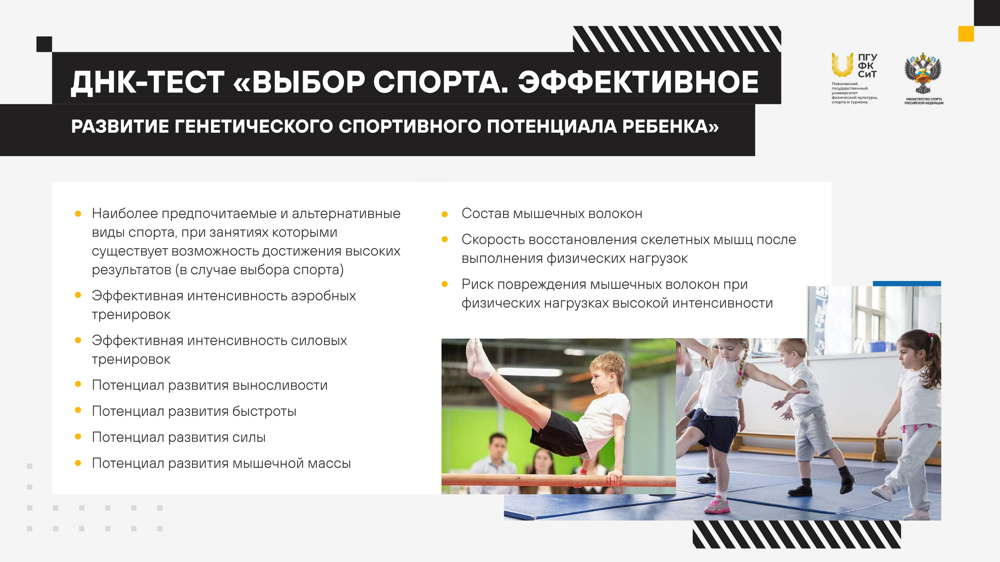 ДНК-ТЕСТ «ВЫБОР СПОРТА. ЭФФЕКТИВНОЕ
РАЗВИТИЕ ГЕНЕТИЧЕСКОГО СПОРТИВНОГО ПОТЕНЦИАЛА РЕБЕНКА»
ПГУ
ФК
СиТ
Поволжский
государственный
университет
физической культуры,
спорта и туризма
МИНИСТЕРСТВО СПОРТА
РОССИЙСКОЙ ФЕДЕРАЦИИ
Наиболее предпочитаемые и альтернативные
виды спорта, при занятиях которыми
существует возможность достижения высоких
результатов (в случае выбора спорта)
Эффективная интенсивность аэробных
тренировок
Эффективная интенсивность силовых
тренировок
Потенциал развития выносливости
Потенциал развития быстроты
Потенциал развития силы
Потенциал развития мышечной массы
Состав мышечных волокон
Скорость восстановления скелетных мышц после
выполнения физических нагрузок
Риск повреждения мышечных волокон при
физических нагрузках высокой интенсивности